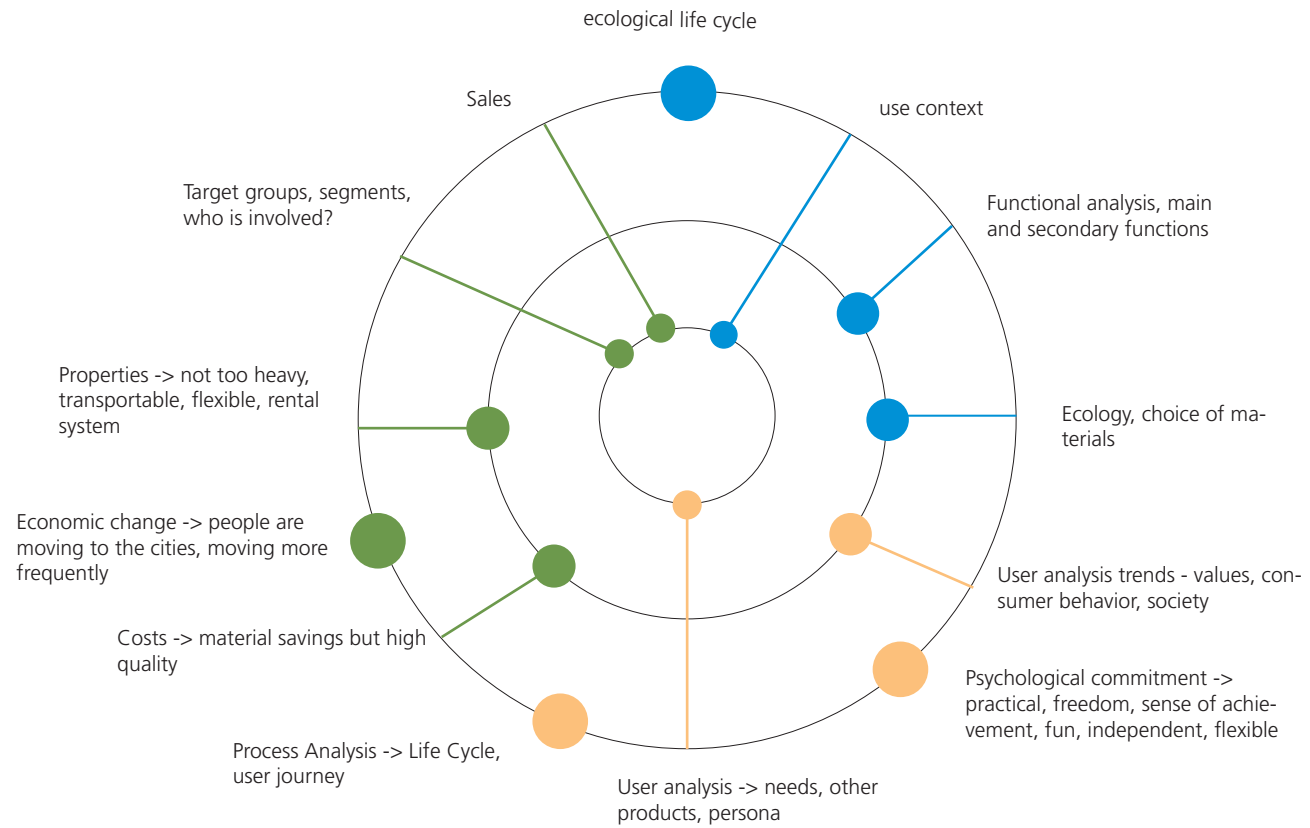 ecological life cycle
Sales
use context
Target groups, segments,
who is involved?
Functional analysis, main
and secondary functions
Properties -> not too heavy,
transportable, flexible, rental
system
Ecology, choice of ma-
terials
Economic change -> people are
moving to the cities, moving more
frequently
User analysis trends - values, con-
sumer behavior, society
Costs -> material savings but high
quality
Psychological commitment ->
practical, freedom, sense of achie-
vement, fun, independent, flexible
Process Analysis -> Life Cycle,
user journey
User analysis -> needs, other
products, persona